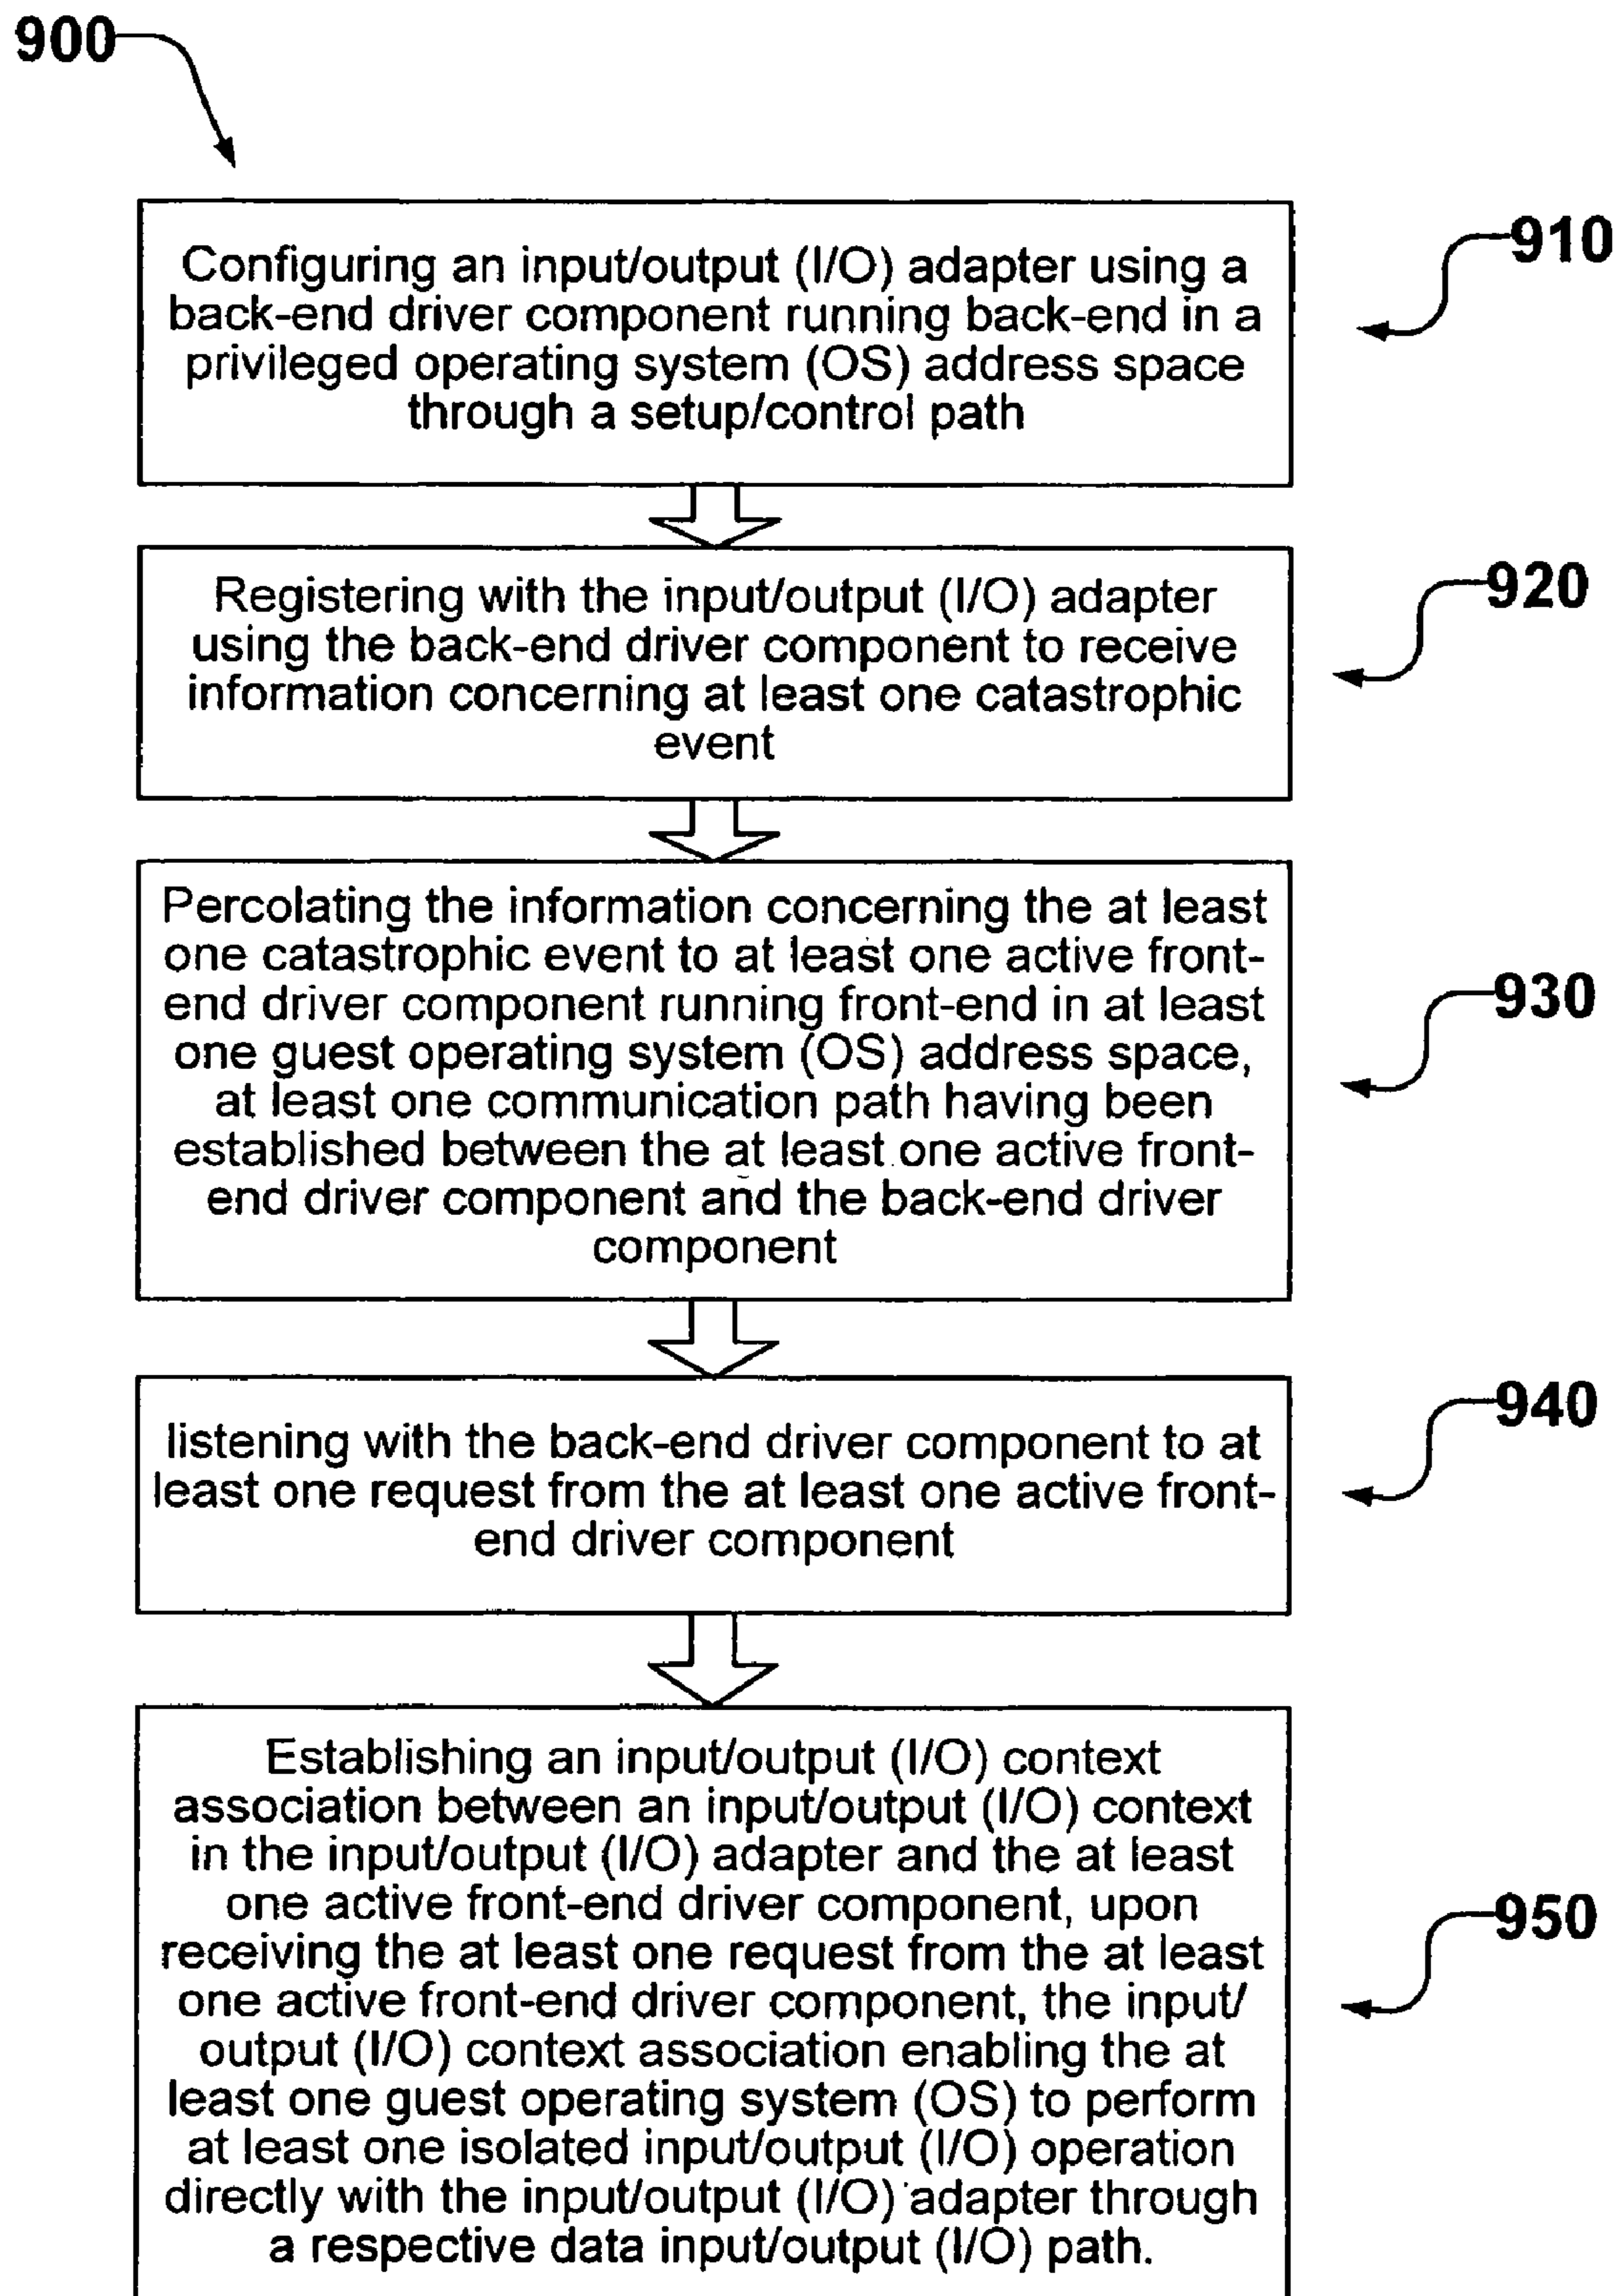 900
Configuring an input/output (I/O) adapter using a
back-end driver component running back-end in a
privileged operating system (OS) address space
through a setup/control path
910
Registering with the input/output (I/O) adapter
using the back-end driver component to receive
information concerning at least one catastrophic
event
920
Percolating the information concerning the at least
one catastrophic event to at least one active front-
end driver component running front-end in at least
one guest operating system (OS) address space,
at least one communication path having been
established between the at least one active front-
end driver component and the back-end driver
component
930
listening with the back-end driver component to at
least one request from the at least one active front-
end driver component
940
Establishing an input/output (I/O) context
association between an input/output (I/O) context
in the input/output (I/O) adapter and the at least
one active front-end driver component, upon
receiving the at least one request from the at least
one active front-end driver component, the input/
output (I/O) context association enabling the at
least one guest operating system (OS) to perform
at least one isolated input/output (I/O) operation
directly with the input/output (I/O) adapter through
a respective data input/output (I/O) path.
950